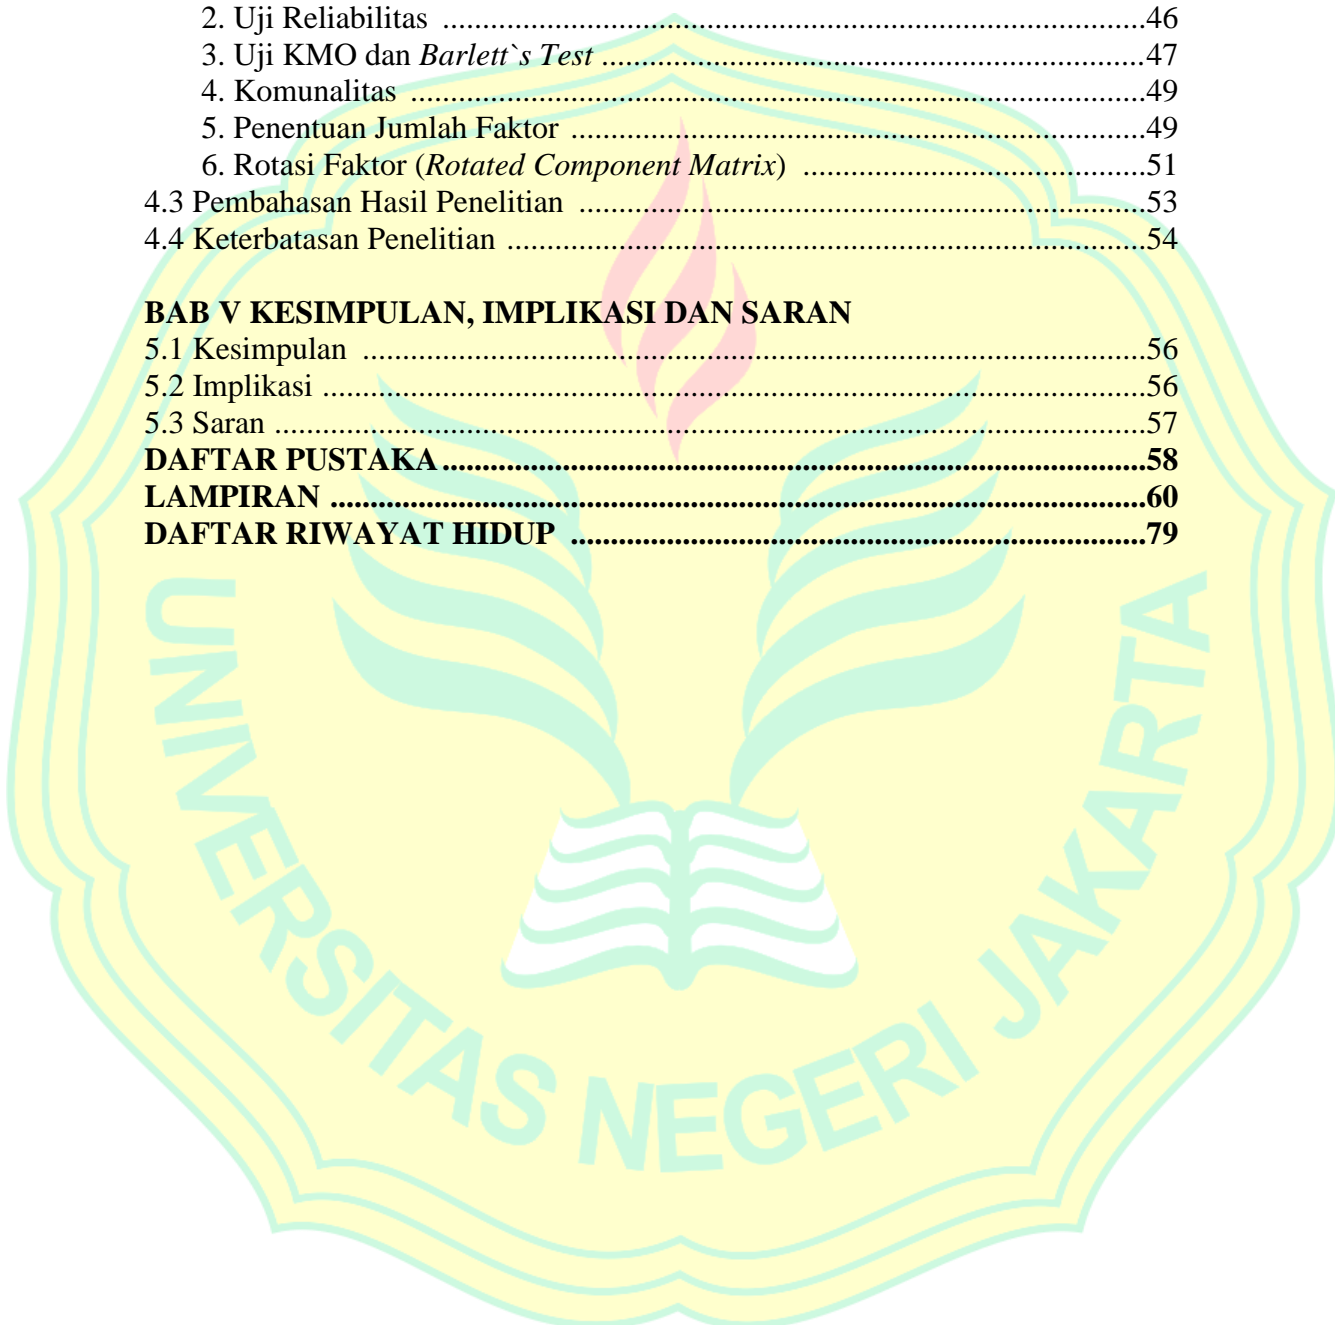 2. Uji Reliabilitas ........................................................................................46
3. Uji KMO dan Barlett`s Test ....................................................................47
4. Komunalitas ............................................................................................49
5. Penentuan Jumlah Faktor ........................................................................49
6. Rotasi Faktor (Rotated Component Matrix) ...........................................51
4.3 Pembahasan Hasil Penelitian .......................................................................53
4.4 Keterbatasan Penelitian ................................................................................54
BAB V KESIMPULAN, IMPLIKASI DAN SARAN
5.1 Kesimpulan ..................................................................................................56
5.2 Implikasi .......................................................................................................56
5.3 Saran .............................................................................................................57
DAFTAR PUSTAKA........................................................................................58
LAMPIRAN ......................................................................................................60
DAFTAR RIWAYAT HIDUP ........................................................................79
UNIVERSITAS NEGERI JAKARTA